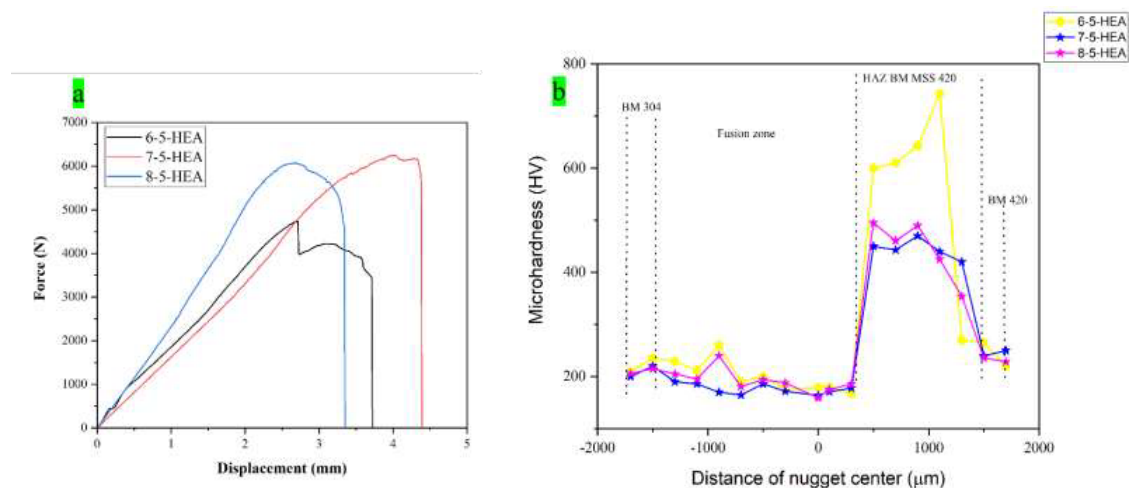 a
7000
6000
5000
4000
3000
2000
1000
0
Force (N)
6-5-HEA
7-5-HEA
8-5-HEA
0
1
2
3
4
5
Displacement (mm)
b
6-5-HEA
7-5-HEA
8-5-HEA
800
600
400
200
Microhardness (HV)
BM 304
Fusion zone
HAZ BM MSS 420
BM 420
-2000
-1000
0
1000
2000
Distance of nugget center (μm)